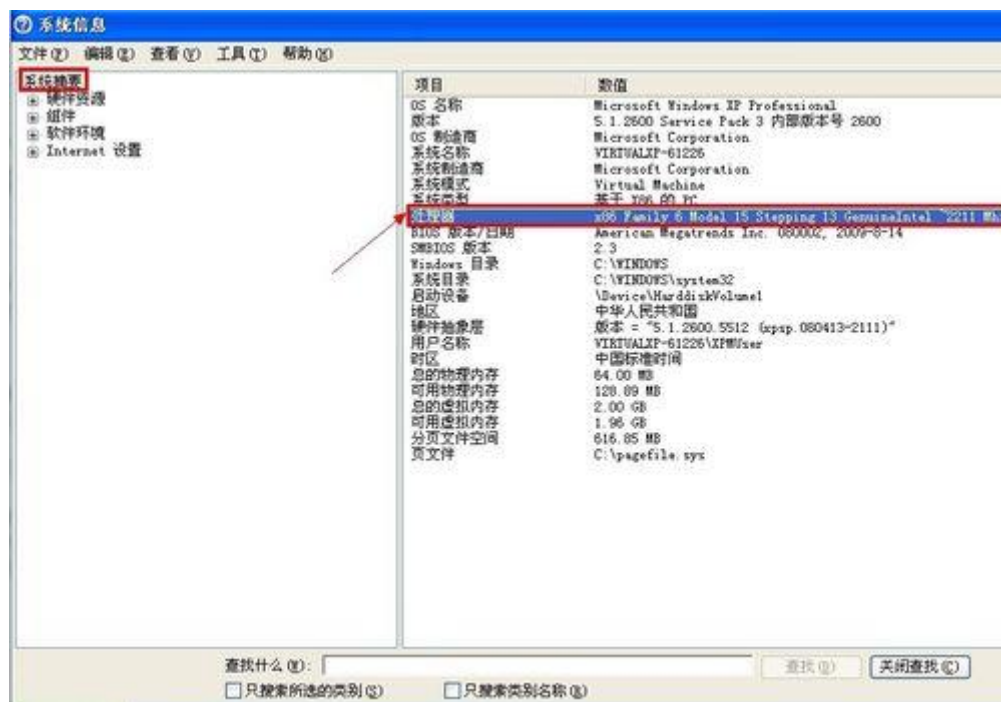 系统信息
文件(F) 编辑(E) 查看(V) 工具(T) 帮助(H)
系统摘要
硬件资源
组件
软件环境
Internet 设置
项目 数值
OS 名称 Microsoft Windows XP Professional
版本 5.1.2600 Service Pack 3 内部版本号 2600
OS 制造商 Microsoft Corporation
系统名称 VIRTUALXP-61226
系统制造商 Microsoft Corporation
系统模式 Virtual Machine
系统类型 基于 X86 的 PC
处理器 x86 Family 6 Model 15 Stepping 13 GenuineIntel ~2211 Mh
BIOS 版本/日期 American Megatrends Inc. 080002, 2009-8-14
SMBIOS 版本 2.3
Windows 目录 C:\WINDOWS
系统目录 C:\WINDOWS\system32
启动设备 \Device\HarddiskVolume1
地区 中华人民共和国
硬件抽象层 版本 = "5.1.2600.5512 (xpsp.080413-2111)"
用户名称 VIRTUALXP-61226\XPMUser
时区 中国标准时间
总的物理内存 64.00 MB
可用物理内存 128.89 MB
总的虚拟内存 2.00 GB
可用虚拟内存 1.96 GB
分页文件空间 616.85 MB
页文件 C:\pagefile.sys
查找什么(W): 查找(D) 关闭查找(C)
只搜索所选的类别(S) 只搜索类别名称(R)